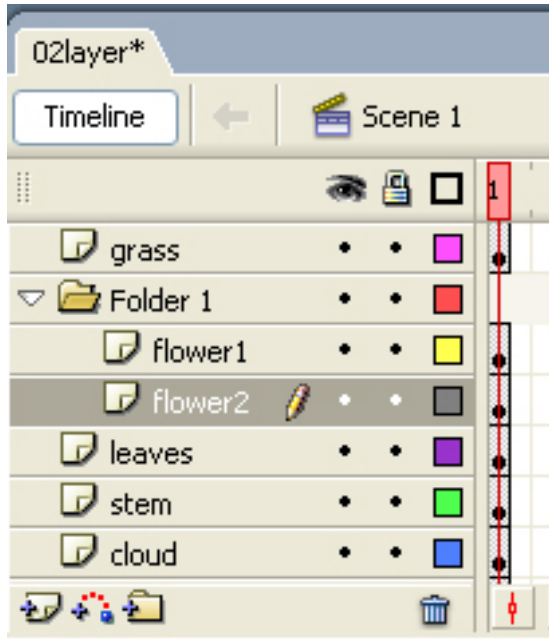 02layer*
Timeline Scene 1
1
grass
Folder 1
flower1
flower2
leaves
stem
cloud